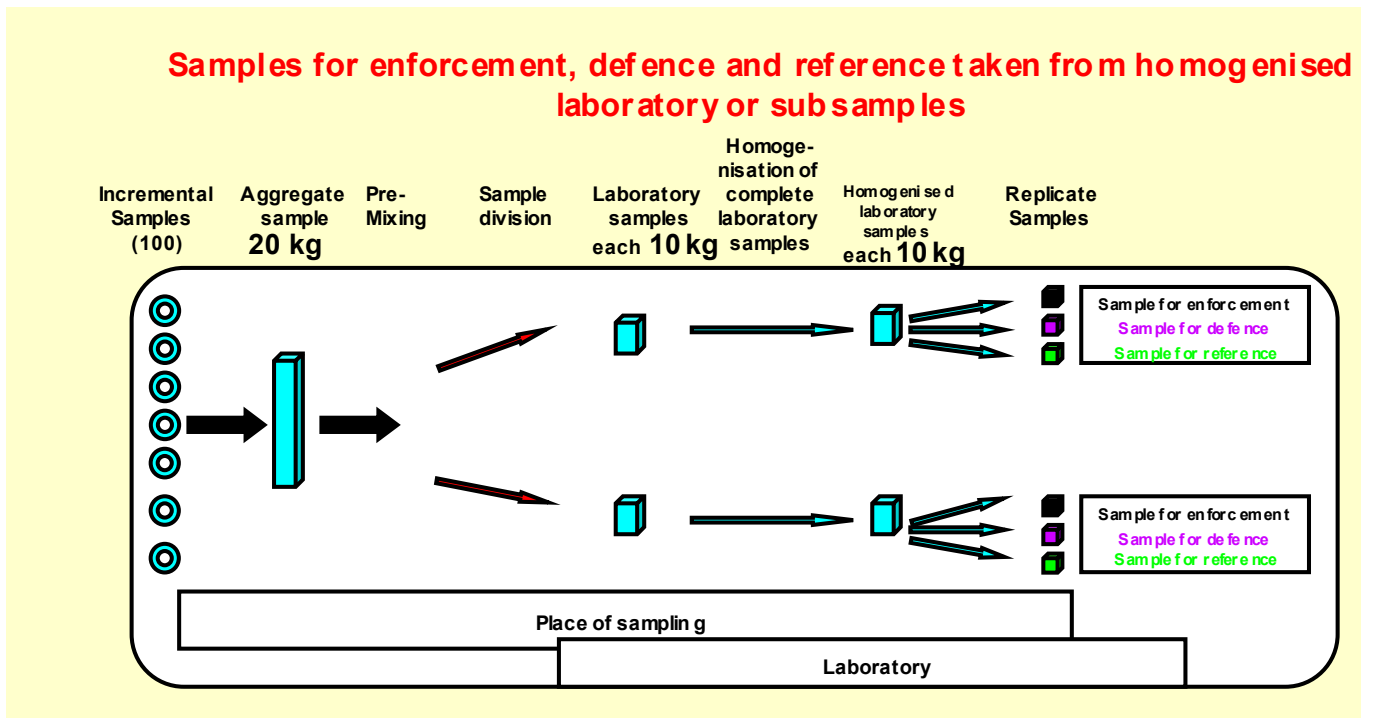 Samples for enforcement, defence and reference taken from homogenised
laboratory or subsamples
Incremental
Samples
(100)
Aggregate
sample
20 kg
Pre-
Mixing
Sample
division
Laboratory
samples
each 10 kg
Homoge-
nisation of
complete
laboratory
samples
Homogenised
laboratory
samples
each 10 kg
Replicate
Samples
Sample for enforcement
Sample for defence
Sample for reference
Sample for enforcement
Sample for defence
Sample for reference
Place of sampling
Laboratory